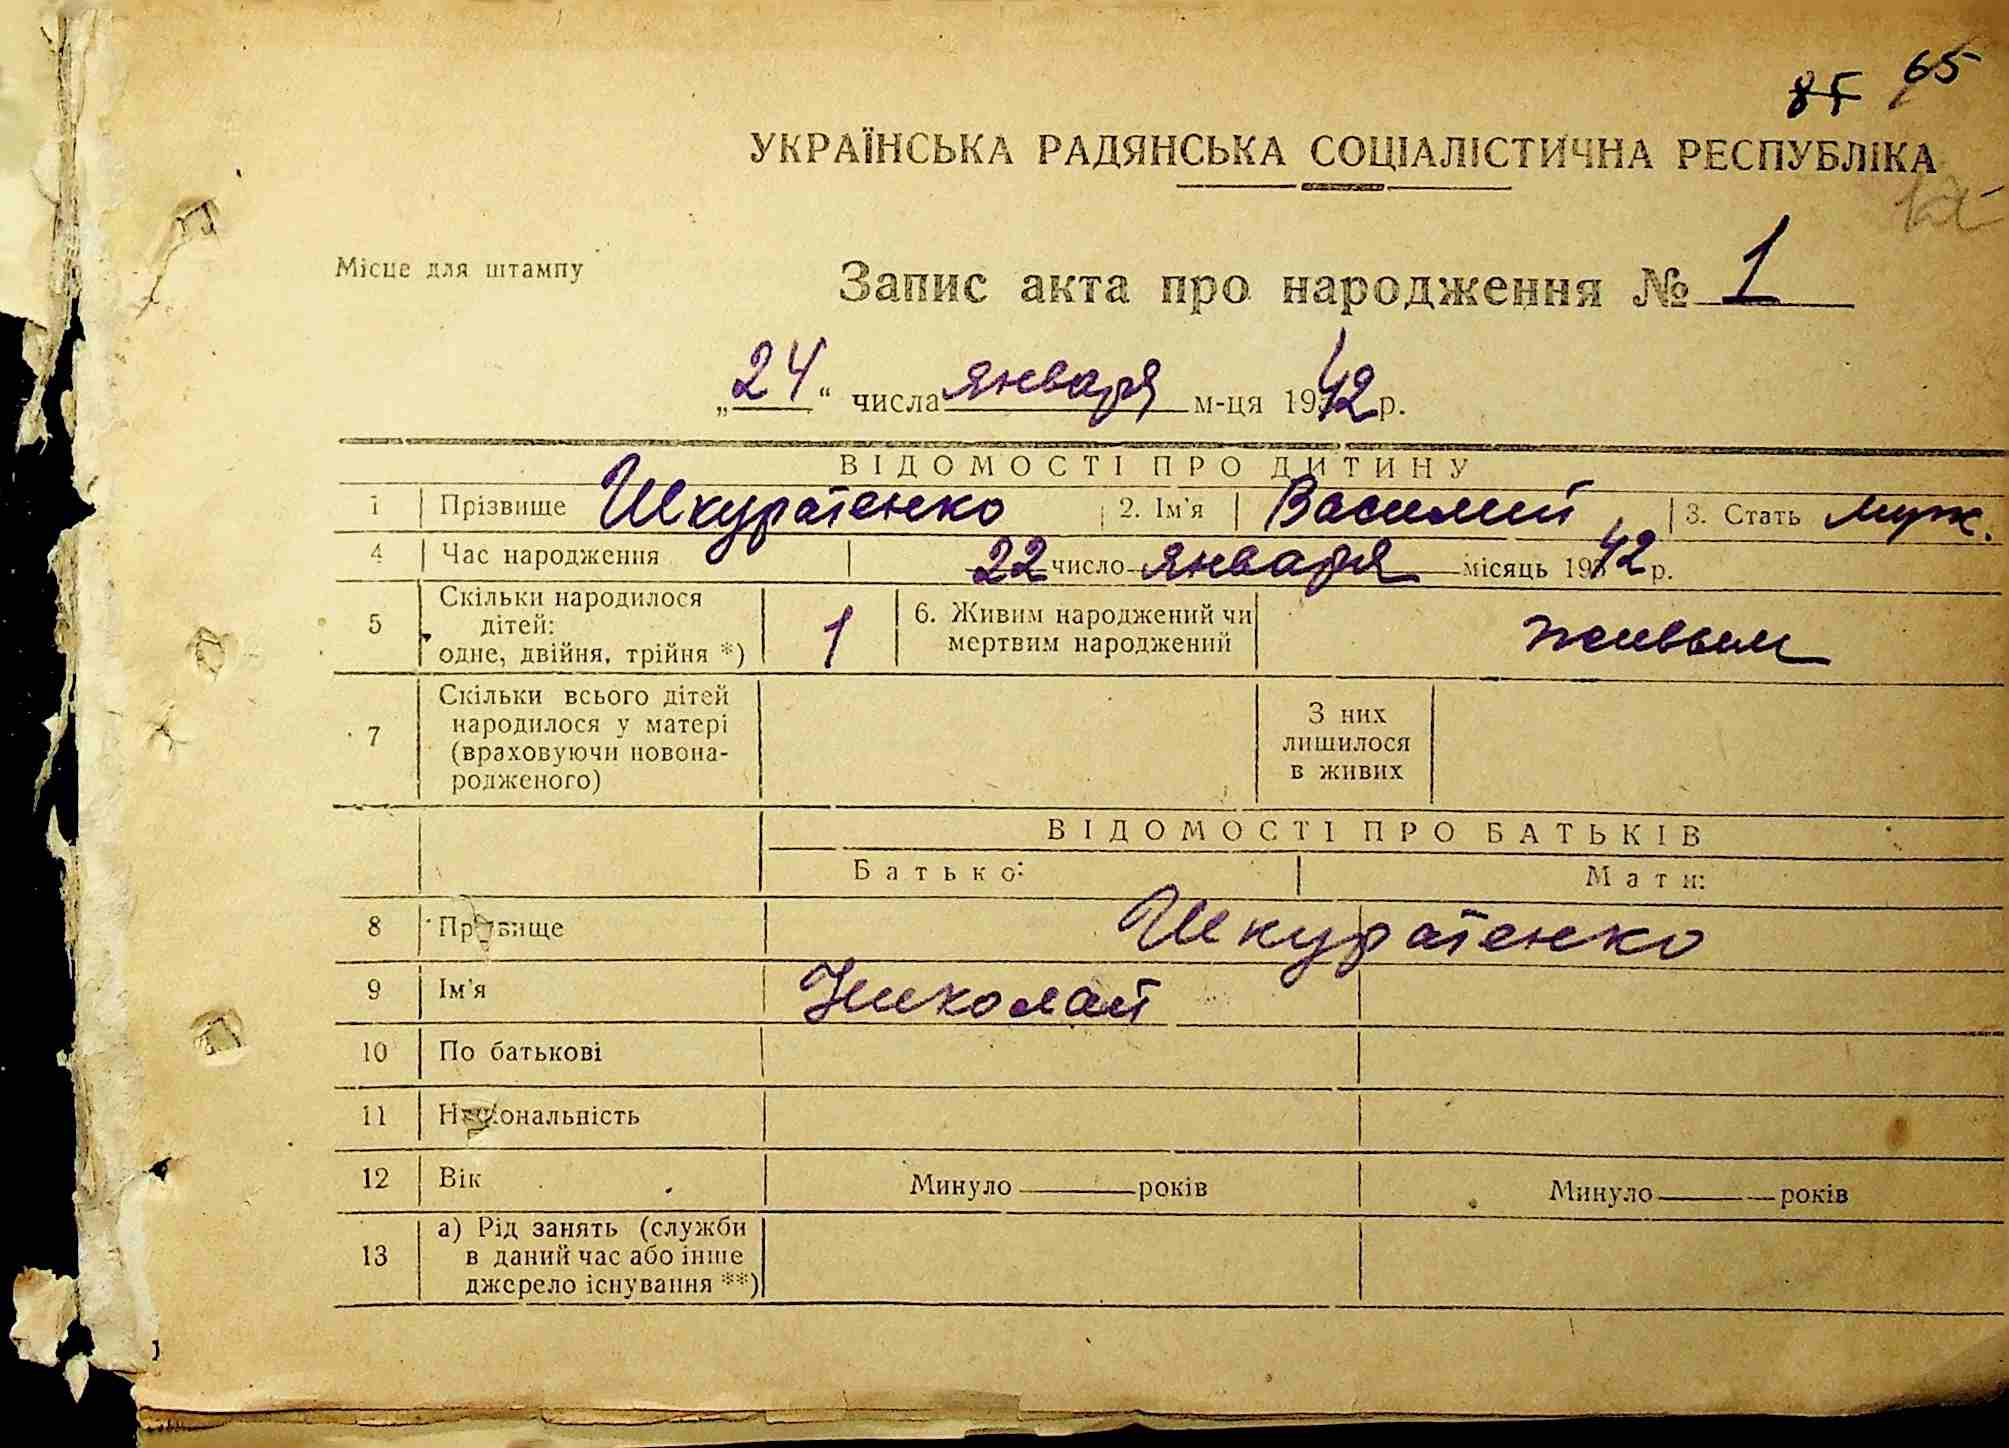 65
85
УКРАЇНСЬКА РАДЯНСЬКА СОЦІАЛІСТИЧНА РЕСПУБЛІКА
Місце для штампу
Запис акта про народження № 1
„24“ числа января м-ця 1942 р.
ВІДОМОСТІ ПРО ДИТИНУ
1 Прізвище Шкуратенко 2. Ім'я Василий 3. Стать муж.
4 Час народження 22 число января місяць 1942 р.
5 Скільки народилося дітей: одне, двійня, трійня *) 1 6. Живим народжений чи мертвим народжений живым
7 Скільки всього дітей народилося у матері (враховуючи новонародженого) З них лишилося в живих
ВІДОМОСТІ ПРО БАТЬКІВ
Батько: Мати:
8 Прізвище Шкуратенко
9 Ім'я Николай
10 По батькові
11 Національність
12 Вік Минуло років Минуло років
13 а) Рід занять (служби в даний час або інше джерело існування **)